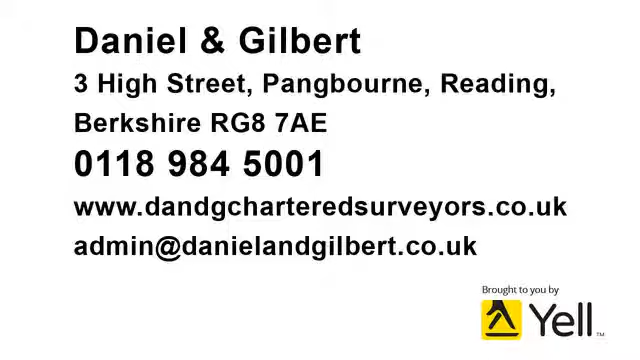 Daniel & Gilbert
3 High Street, Pangbourne, Reading,
Berkshire RG8 7AE
0118 984 5001
www.dandgcharteredsurveyors.co.uk
admin@danielandgilbert.co.uk
Brought to you by
Yell™